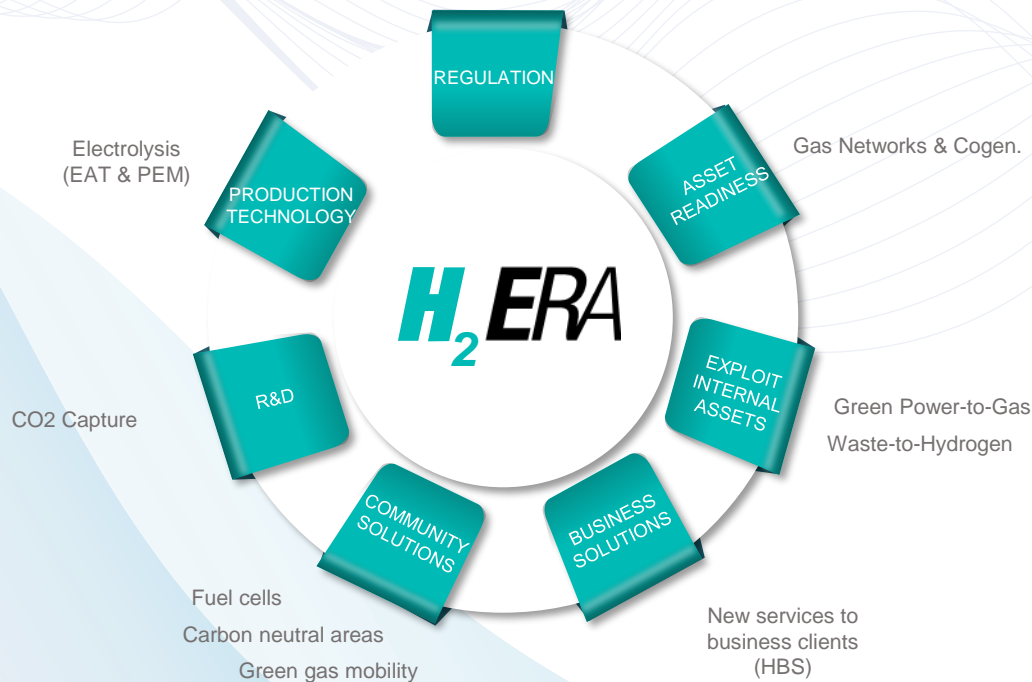 REGULATION
Electrolysis
(EAT & PEM)
PRODUCTION
TECHNOLOGY
ASSET
READINESS
Gas Networks & Cogen.
H2ERA
R&D
CO2 Capture
EXPLOIT
INTERNAL
ASSETS
Green Power-to-Gas
Waste-to-Hydrogen
COMMUNITY
SOLUTIONS
BUSINESS
SOLUTIONS
Fuel cells
Carbon neutral areas
Green gas mobility
New services to
business clients
(HBS)